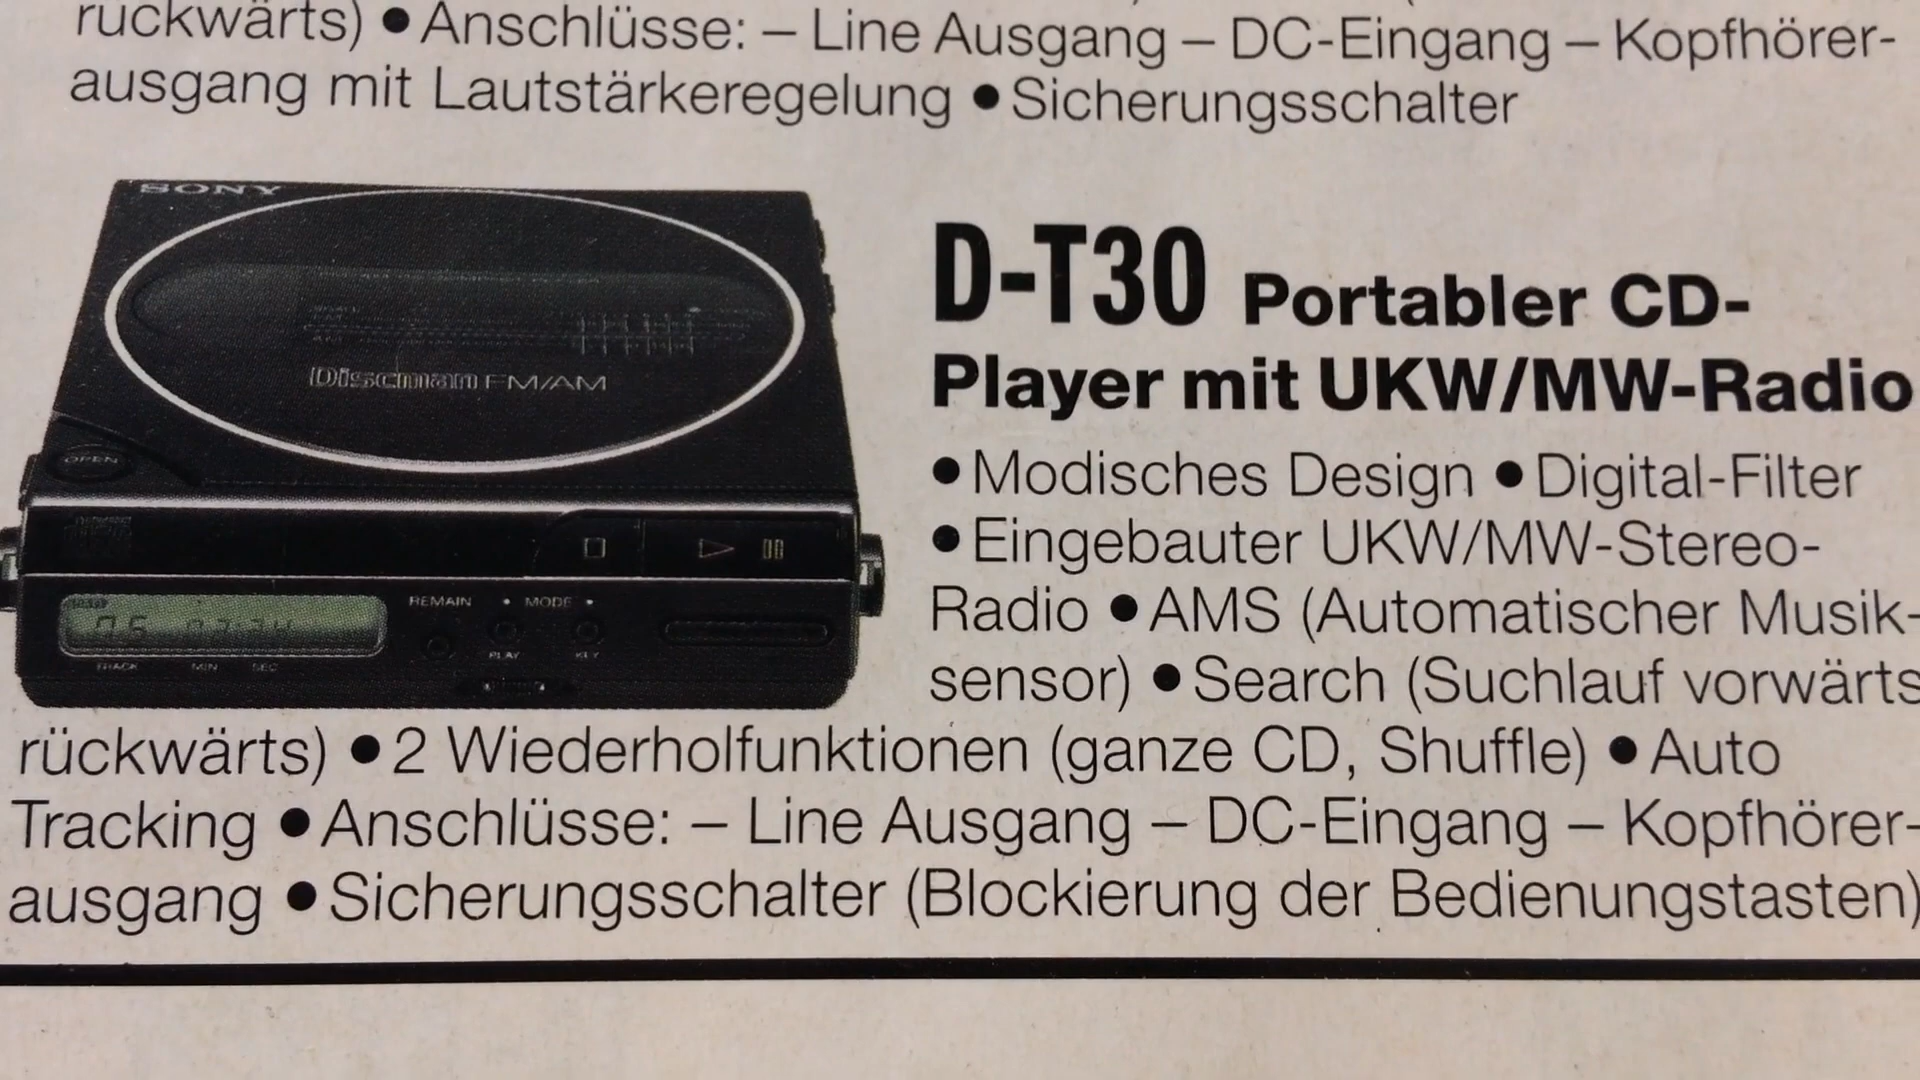 rückwärts) ● Anschlüsse: – Line Ausgang – DC-Eingang – Kopfhörer-
ausgang mit Lautstärkeregelung ● Sicherungsschalter
SONY
Discman FM/AM
OPEN
REMAIN • MODE •
PLAY KEY
TRACK MIN SEC
D-T30 Portabler CD-
Player mit UKW/MW-Radio
● Modisches Design ● Digital-Filter
● Eingebauter UKW/MW-Stereo-
Radio ● AMS (Automatischer Musik-
sensor) ● Search (Suchlauf vorwärts
rückwärts) ● 2 Wiederholfunktionen (ganze CD, Shuffle) ● Auto
Tracking ● Anschlüsse: – Line Ausgang – DC-Eingang – Kopfhörer-
ausgang ● Sicherungsschalter (Blockierung der Bedienungstasten)